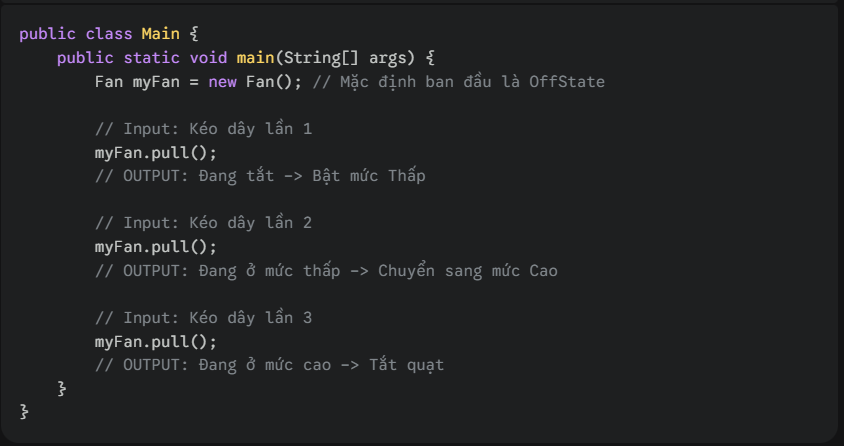 public class Main {
    public static void main(String[] args) {
        Fan myFan = new Fan(); // Mặc định ban đầu là OffState
        // Input: Kéo dây lần 1
        myFan.pull();
        // OUTPUT: Đang tắt -> Bật mức Thấp
        // Input: Kéo dây lần 2
        myFan.pull();
        // OUTPUT: Đang ở mức thấp -> Chuyển sang mức Cao
        // Input: Kéo dây lần 3
        myFan.pull();
        // OUTPUT: Đang ở mức cao -> Tắt quạt
    }
}